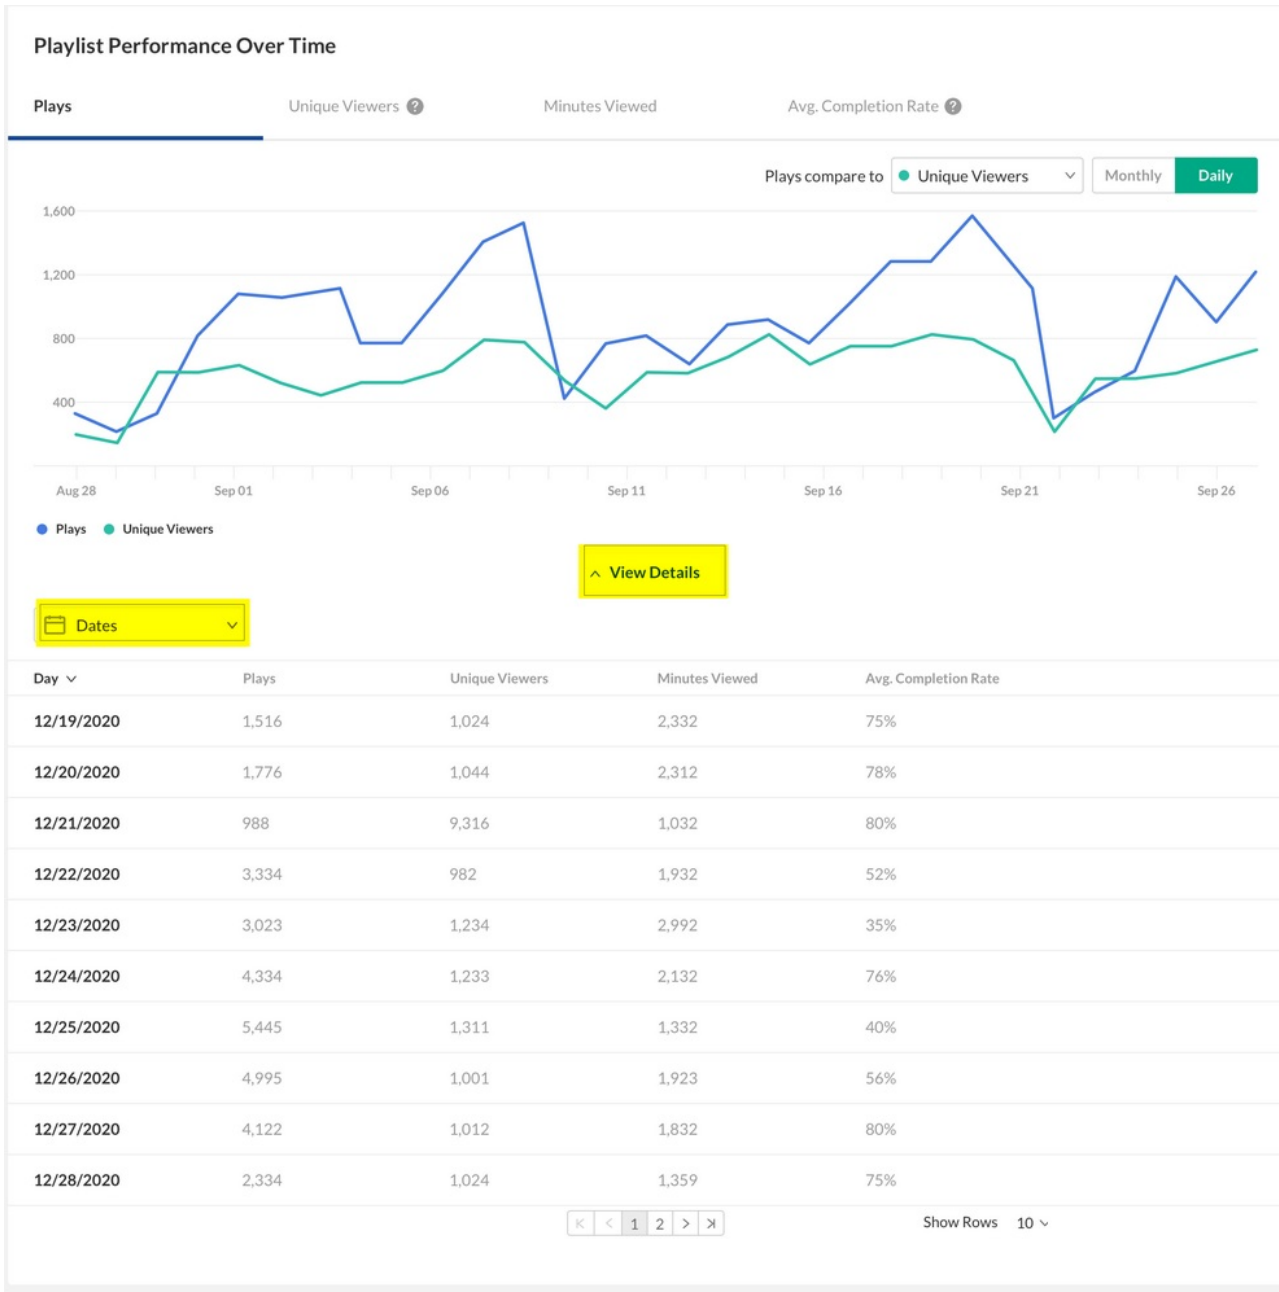 Playlist Performance Over Time
Plays Unique Viewers ? Minutes Viewed Avg. Completion Rate ?
Plays compare to Unique Viewers Monthly Daily
1,600
1,200
800
400
Aug 28 Sep 01 Sep 06 Sep 11 Sep 16 Sep 21 Sep 26
Plays Unique Viewers
View Details
Dates
Day Plays Unique Viewers Minutes Viewed Avg. Completion Rate
12/19/2020 1,516 1,024 2,332 75%
12/20/2020 1,776 1,044 2,312 78%
12/21/2020 988 9,316 1,032 80%
12/22/2020 3,334 982 1,932 52%
12/23/2020 3,023 1,234 2,992 35%
12/24/2020 4,334 1,233 2,132 76%
12/25/2020 5,445 1,311 1,332 40%
12/26/2020 4,995 1,001 1,923 56%
12/27/2020 4,122 1,012 1,832 80%
12/28/2020 2,334 1,024 1,359 75%
1 2 Show Rows 10